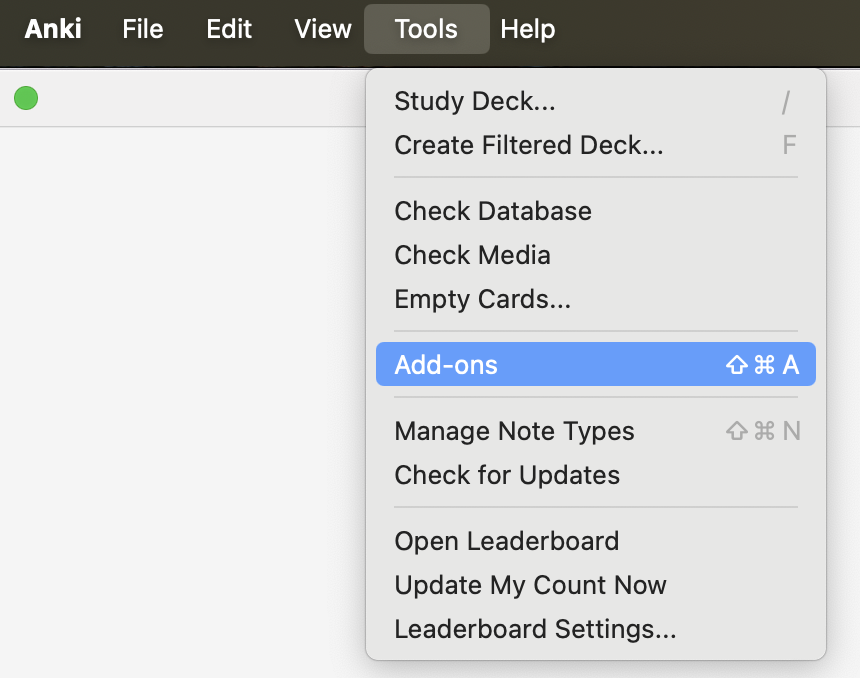 Anki File Edit View Tools Help
Study Deck... /
Create Filtered Deck... F
Check Database
Check Media
Empty Cards...
Add-ons ⇧ ⌘ A
Manage Note Types ⇧ ⌘ N
Check for Updates
Open Leaderboard
Update My Count Now
Leaderboard Settings...